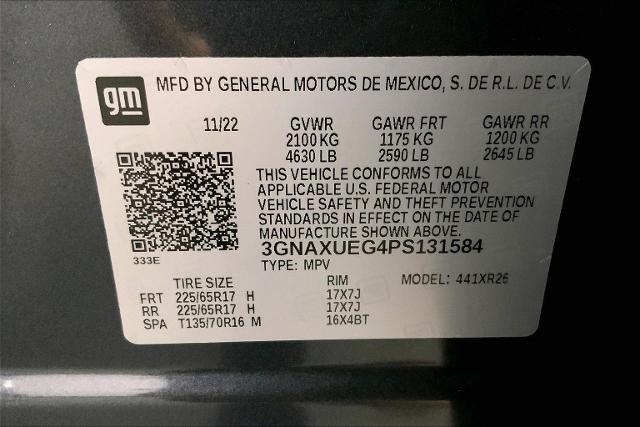 gm
MFD BY GENERAL MOTORS DE MEXICO, S. DE R.L. DE C.V.
11/22 GVWR GAWR FRT GAWR RR
2100 KG 1175 KG 1200 KG
4630 LB 2590 LB 2645 LB
THIS VEHICLE CONFORMS TO ALL
APPLICABLE U.S. FEDERAL MOTOR
VEHICLE SAFETY AND THEFT PREVENTION
STANDARDS IN EFFECT ON THE DATE OF
MANUFACTURE SHOWN ABOVE.
333E
3GNAXUEG4PS131584
TYPE: MPV
TIRE SIZE RIM MODEL: 441XR26
FRT 225/65R17 H 17X7J
RR 225/65R17 H 17X7J
SPA T135/70R16 M 16X4BT